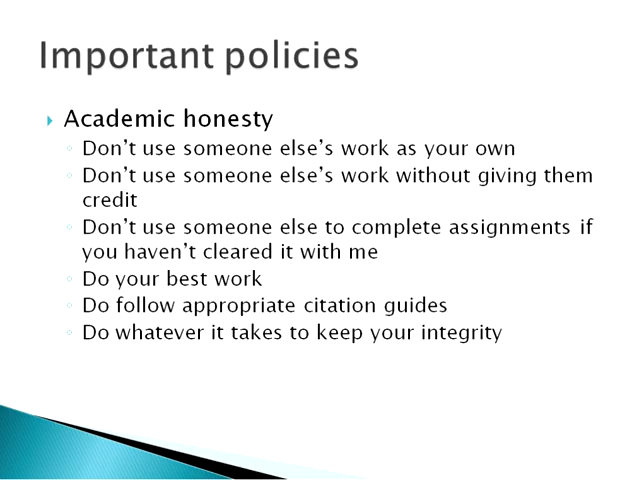 Important policies
Academic honesty
Don’t use someone else’s work as your own
Don’t use someone else’s work without giving them
credit
Don’t use someone else to complete assignments if
you haven’t cleared it with me
Do your best work
Do follow appropriate citation guides
Do whatever it takes to keep your integrity